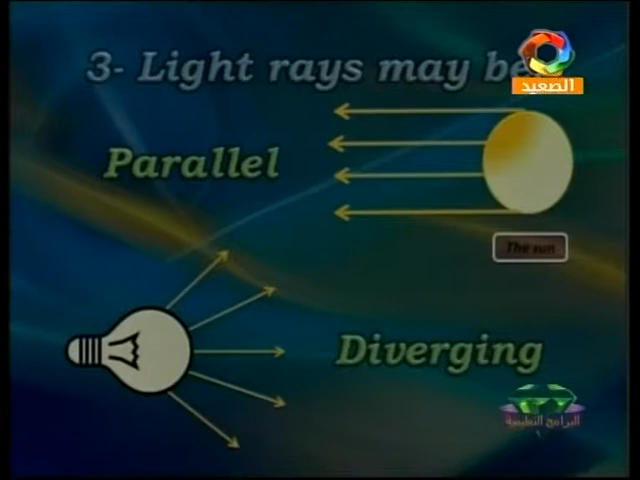 3- Light rays may be:
الصعيد
Parallel
The sun
Diverging
البرامج التعليمية